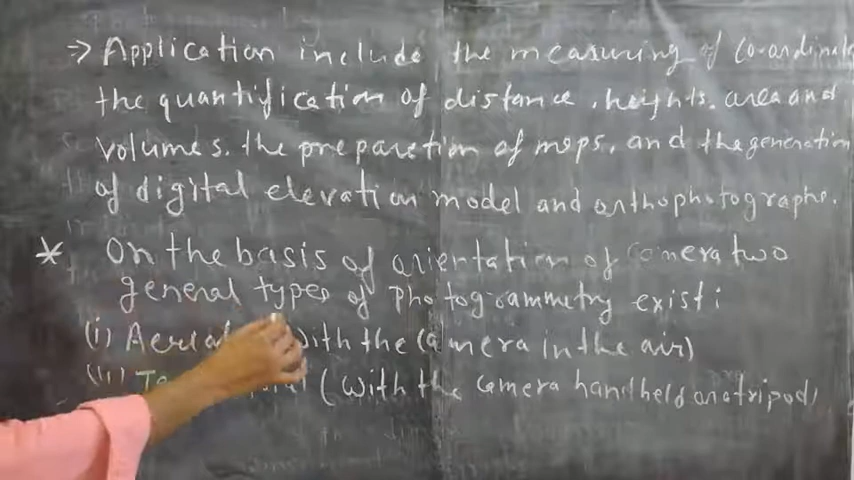 ⇒ Application include the measuring of Co-ordinate
the quantification of distance, heights, area and
volumes, the preparation of maps, and the generation
of digital elevation model and orthophotographs.
* On the basis of orientation of Camera two
general types of Photogrammetry exist:
(i) Aerial with the Camera in the air)
(ii) (with the Camera handheld or a tripod)